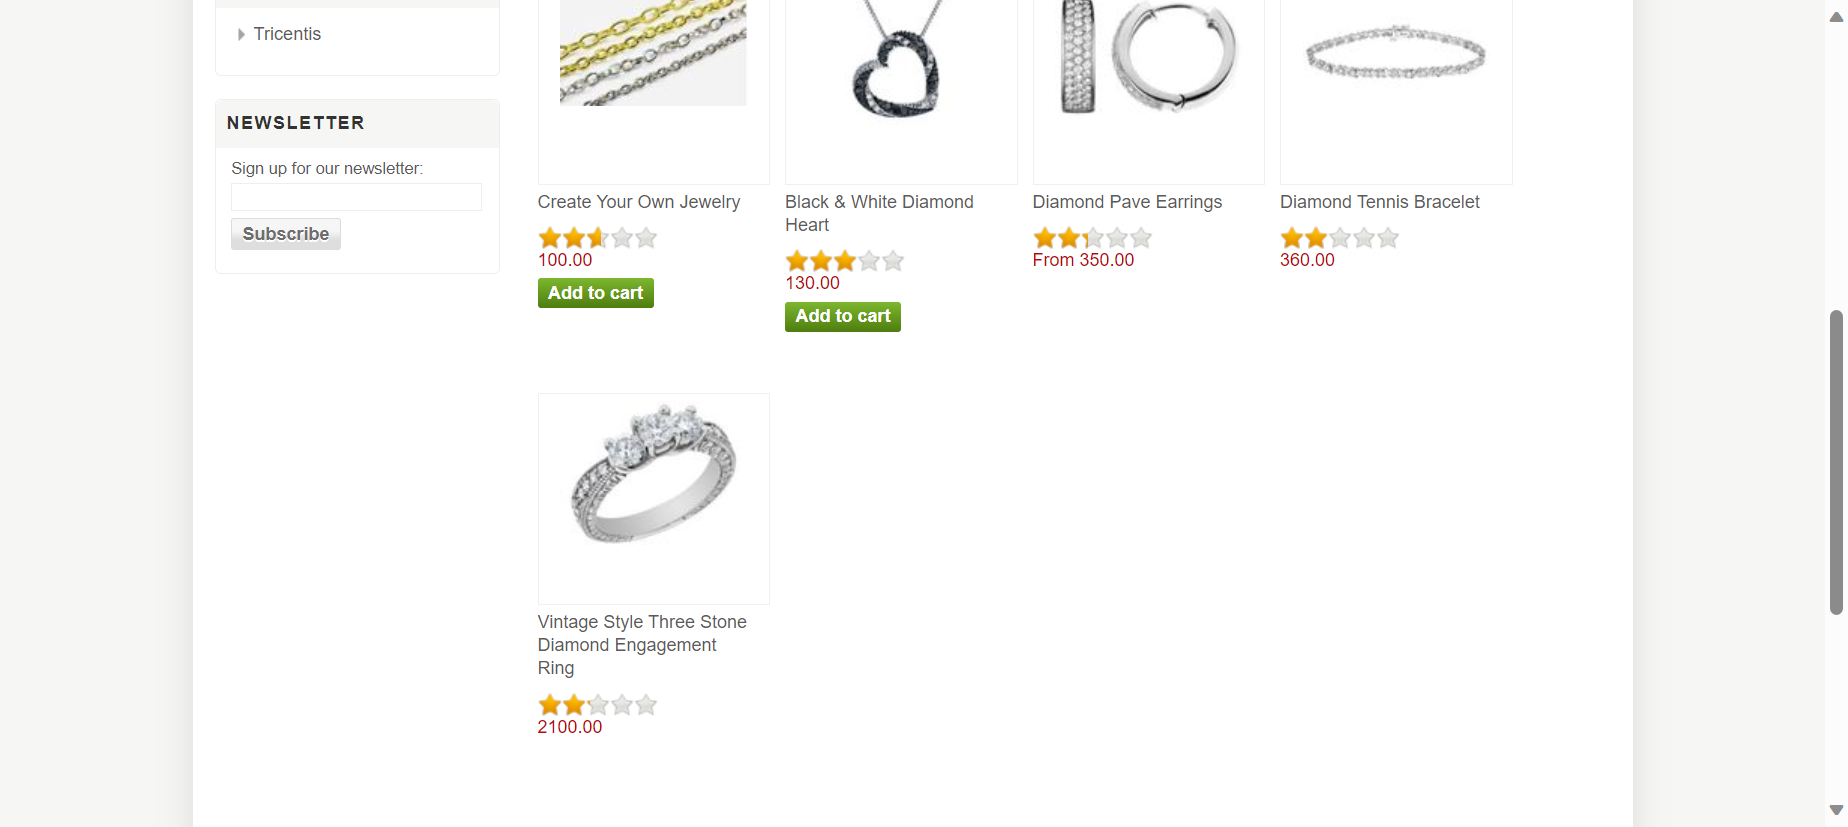 Tricentis
NEWSLETTER
Sign up for our newsletter:
Subscribe
Create Your Own Jewelry
100.00
Add to cart
Black & White Diamond
Heart
130.00
Add to cart
Diamond Pave Earrings
From 350.00
Diamond Tennis Bracelet
360.00
Vintage Style Three Stone
Diamond Engagement
Ring
2100.00